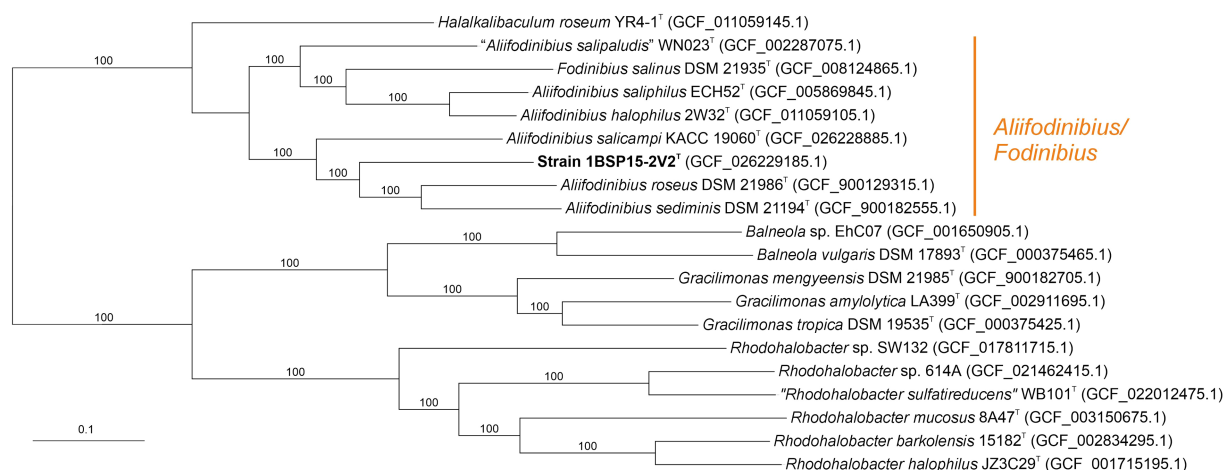 Halalkalibaculum roseum YR4-1ᵀ (GCF_011059145.1)
“Aliifodinibius salipaludis” WN023ᵀ (GCF_002287075.1)
100
Fodinibius salinus DSM 21935ᵀ (GCF_008124865.1)
100
100
Aliifodinibius saliphilus ECH52ᵀ (GCF_005869845.1)
100
100
Aliifodinibius halophilus 2W32ᵀ (GCF_011059105.1)
Aliifodinibius/
Fodinibius
Aliifodinibius salicampi KACC 19060ᵀ (GCF_026228885.1)
100
Strain 1BSP15-2V2ᵀ (GCF_026229185.1)
100
Aliifodinibius roseus DSM 21986ᵀ (GCF_900129315.1)
100
Aliifodinibius sediminis DSM 21194ᵀ (GCF_900182555.1)
Balneola sp. EhC07 (GCF_001650905.1)
100
Balneola vulgaris DSM 17893ᵀ (GCF_000375465.1)
100
Gracilimonas mengyeensis DSM 21985ᵀ (GCF_900182705.1)
100
Gracilimonas amylolytica LA399ᵀ (GCF_002911695.1)
100
100
Gracilimonas tropica DSM 19535ᵀ (GCF_000375425.1)
Rhodohalobacter sp. SW132 (GCF_017811715.1)
100
Rhodohalobacter sp. 614A (GCF_021462415.1)
100
"Rhodohalobacter sulfatireducens" WB101ᵀ (GCF_022012475.1)
100
Rhodohalobacter mucosus 8A47ᵀ (GCF_003150675.1)
0.1
100
Rhodohalobacter barkolensis 15182ᵀ (GCF_002834295.1)
100
Rhodohalobacter halophilus JZ3C29ᵀ (GCF_001715195.1)